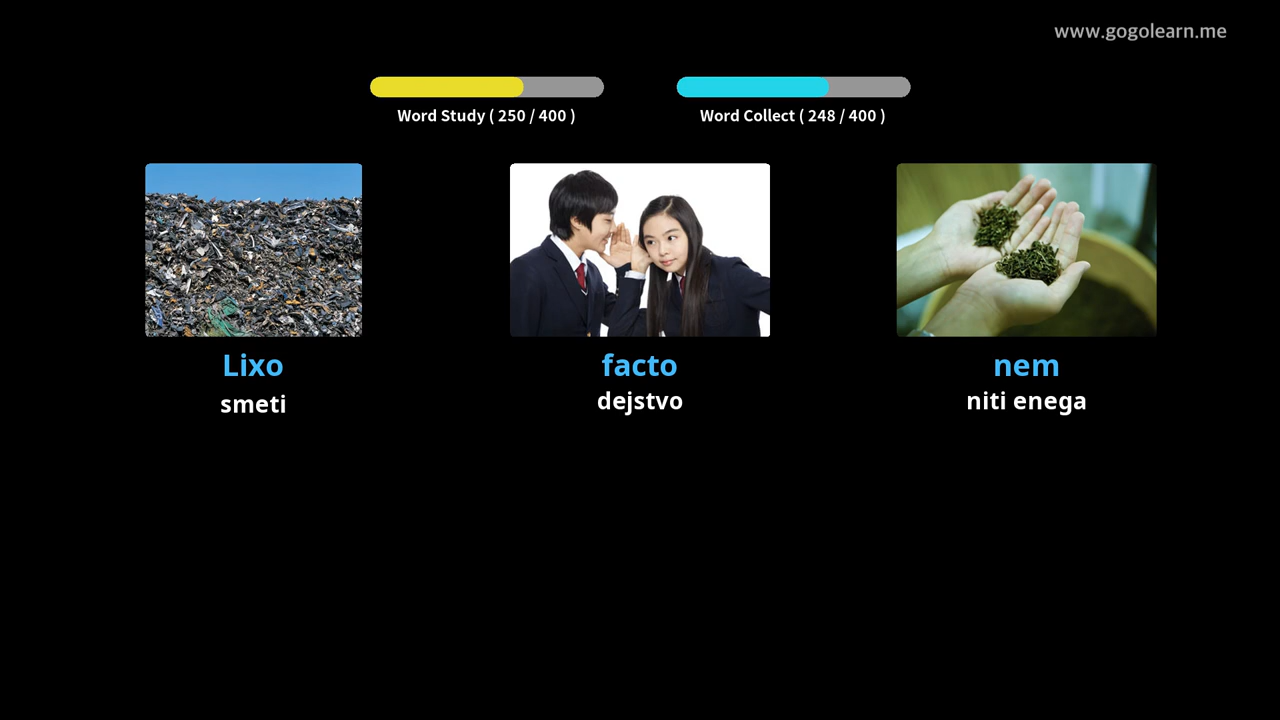 www.gogolearn.me
Word Study ( 250 / 400 )
Word Collect ( 248 / 400 )
Lixo
smeti
facto
dejstvo
nem
niti enega